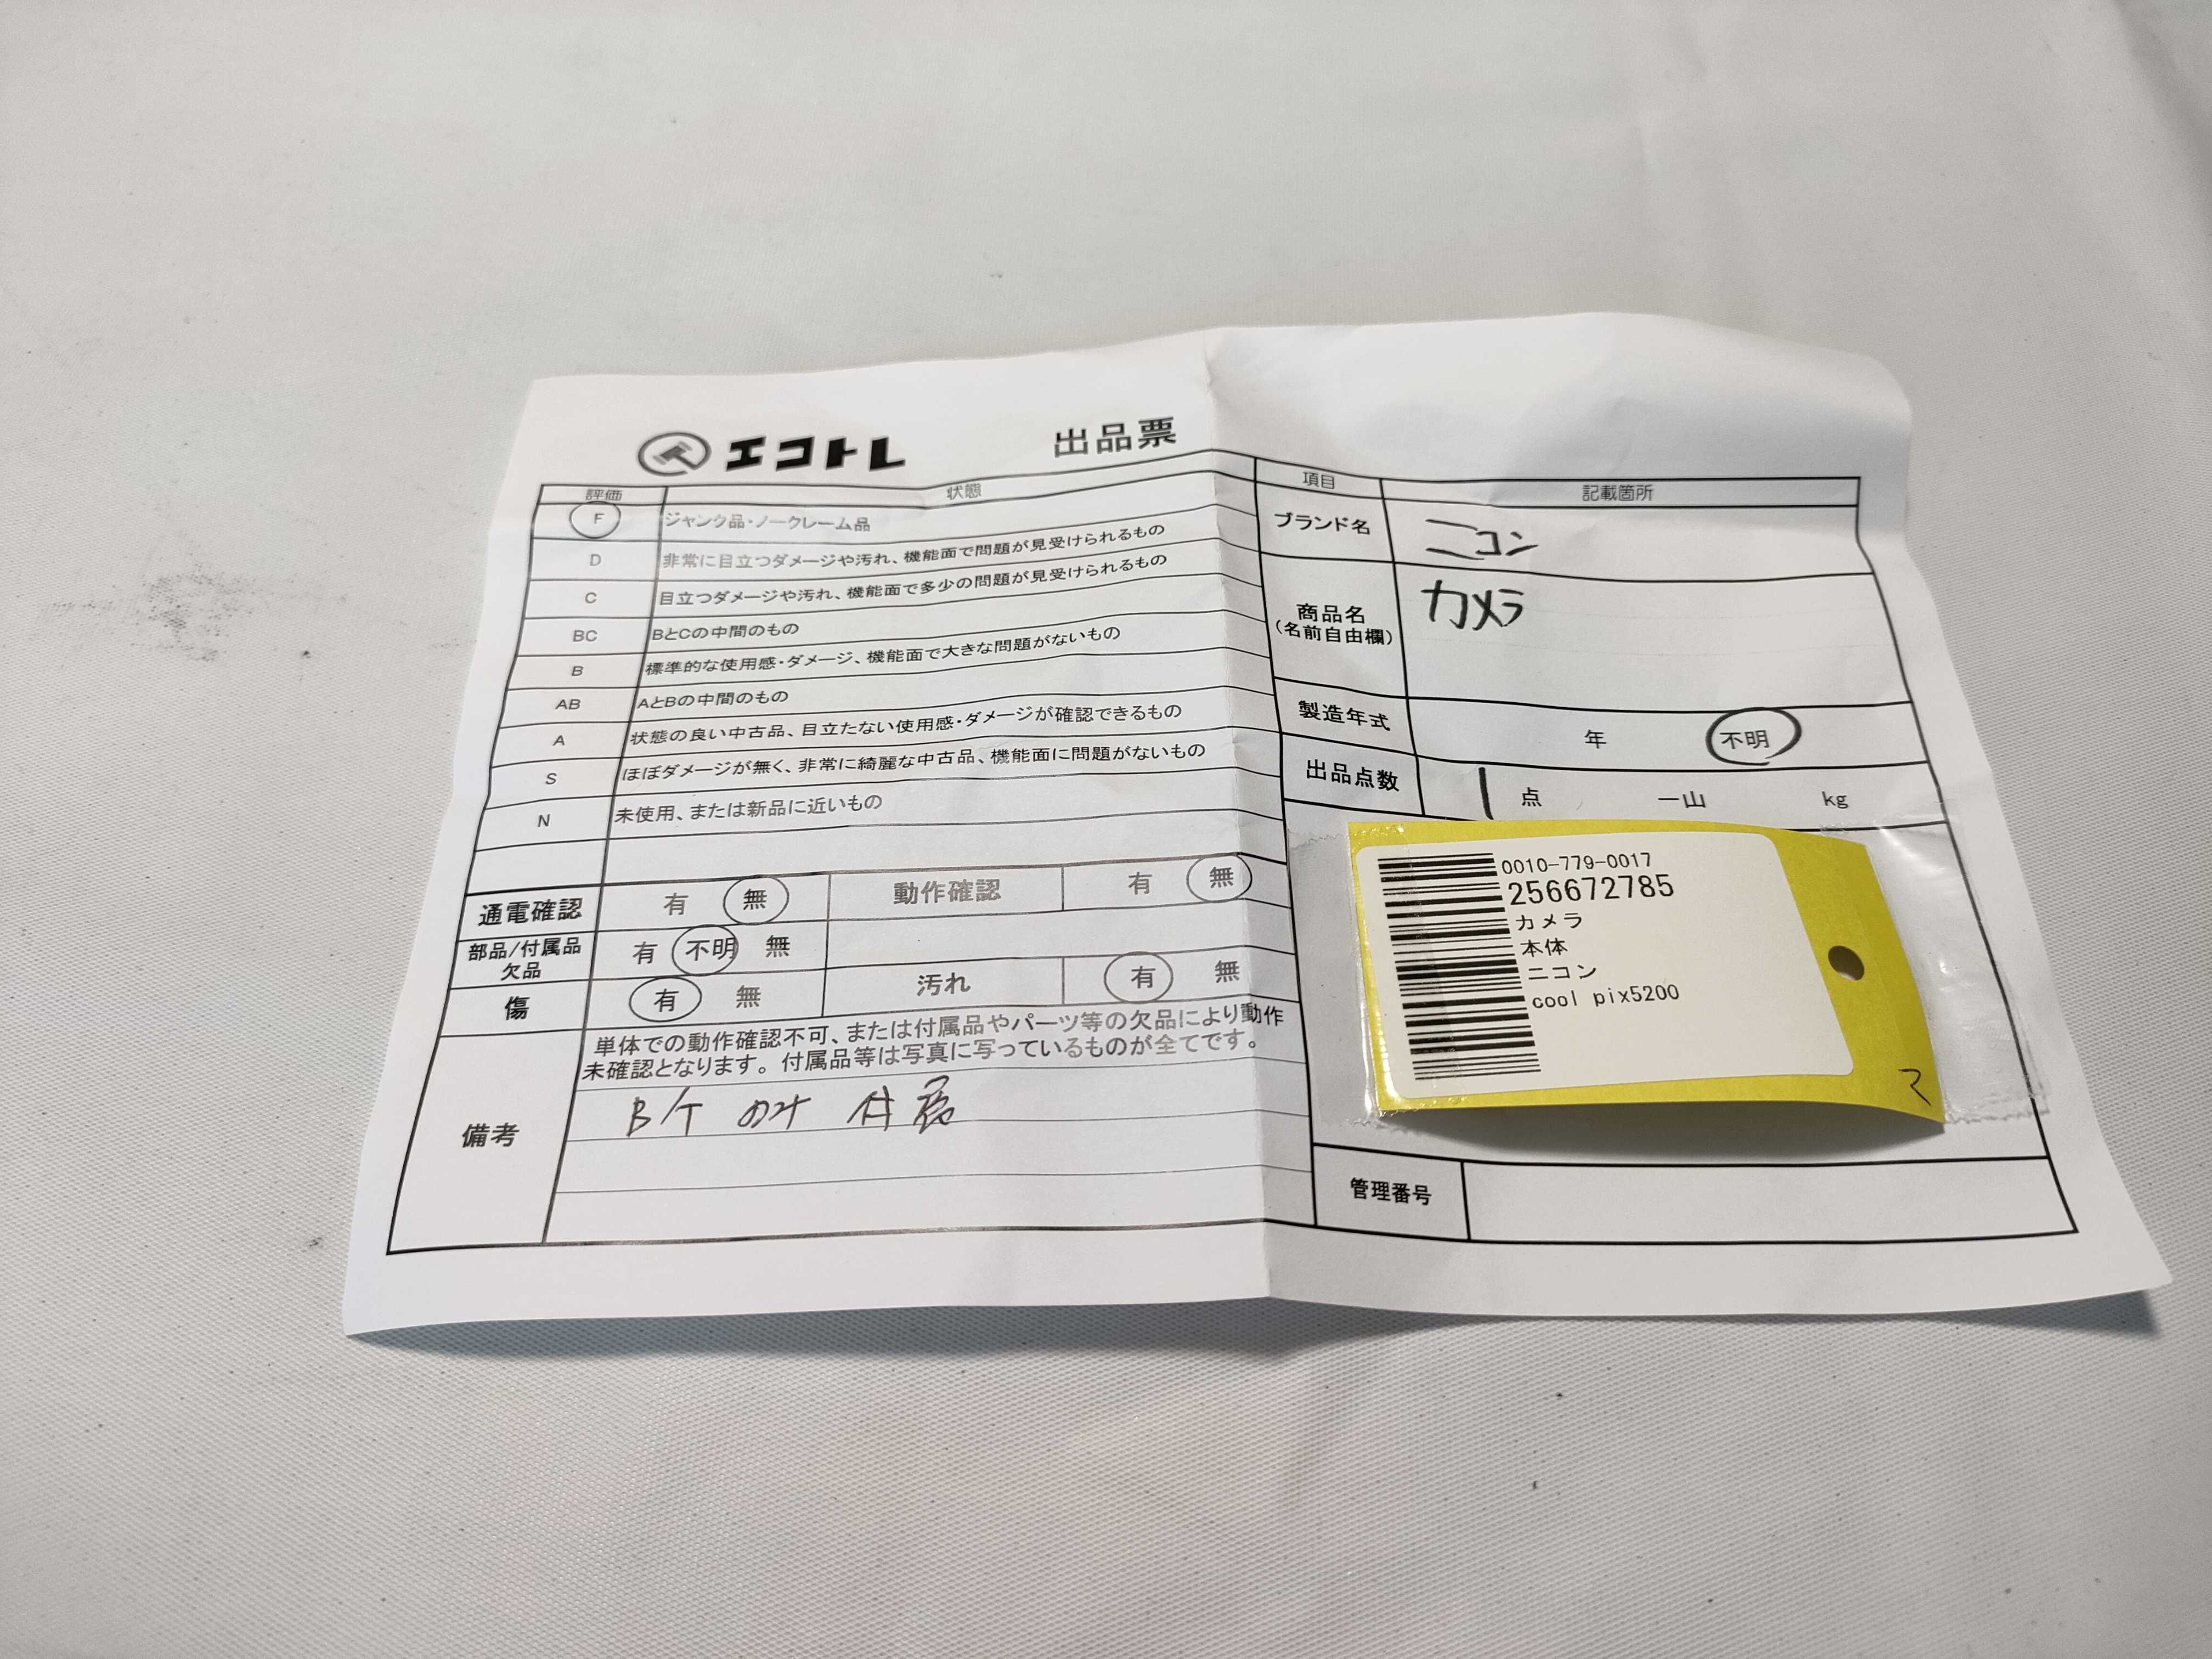 エコトレ 出品票
評価 状態
F ジャンク品・ノークレーム品
D 非常に目立つダメージや汚れ、機能面で問題が見受けられるもの
C 目立つダメージや汚れ、機能面で多少の問題が見受けられるもの
BC BとCの中間のもの
B 標準的な使用感・ダメージ、機能面で大きな問題がないもの
AB AとBの中間のもの
A 状態の良い中古品、目立たない使用感・ダメージが確認できるもの
S ほぼダメージが無く、非常に綺麗な中古品、機能面に問題がないもの
N 未使用、または新品に近いもの
通電確認 有 無 動作確認 有 無
部品/付属品
欠品 有 不明 無
傷 有 無 汚れ 有 無
備考
単体での動作確認不可、または付属品やパーツ等の欠品により動作
未確認となります。付属品等は写真に写っているものが全てです。
B/T のみ 付属
項目 記載箇所
ブランド名 ニコン
商品名
(名前自由欄) カメラ
製造年式 年 不明
出品点数 1 点 一山 kg
0010-779-0017
256672785
カメラ
本体
ニコン
cool pix5200
管理番号